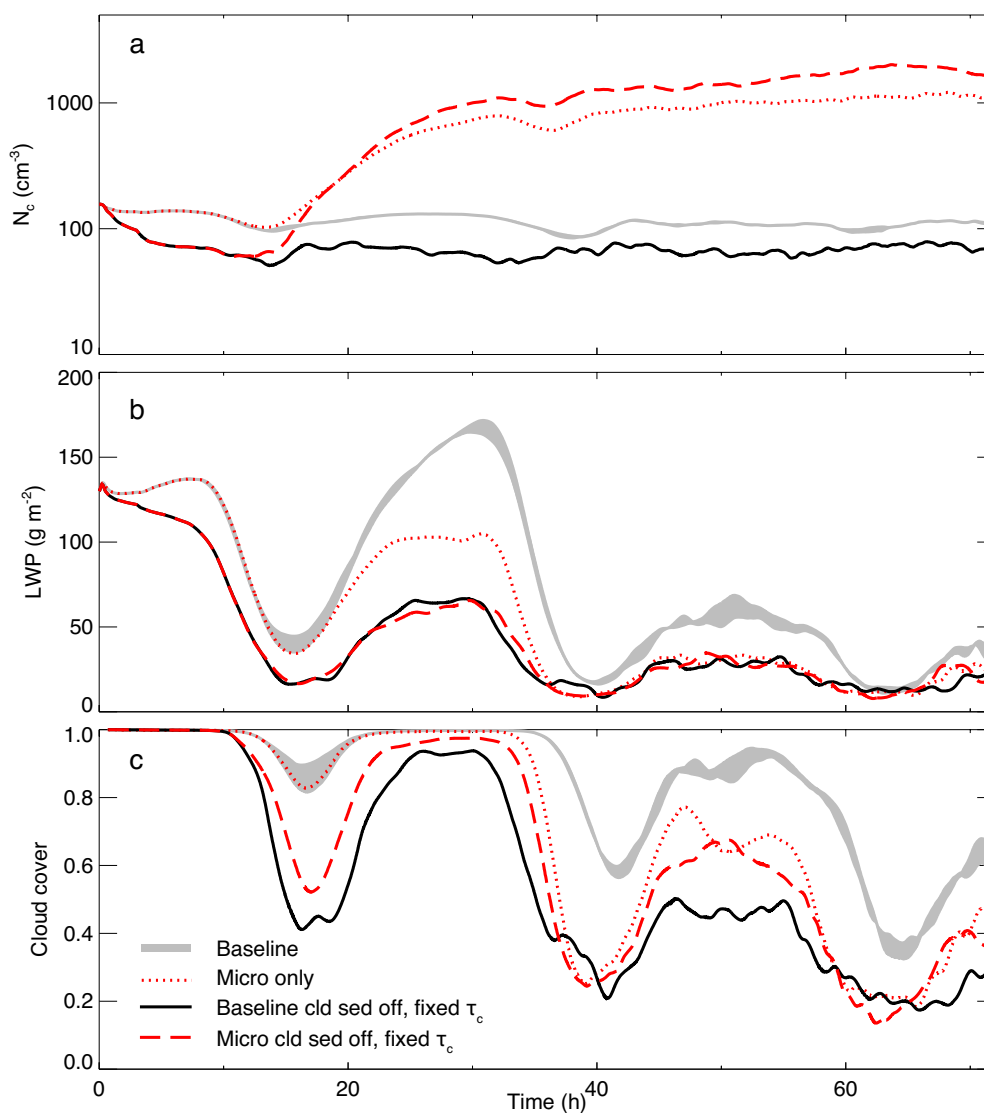 a
1000
100
10
N_c (cm⁻³)
b
200
150
100
50
0
LWP (g m⁻²)
c
1.0
0.8
0.6
0.4
0.2
0.0
Cloud cover
Baseline
Micro only
Baseline cld sed off, fixed τ_c
Micro cld sed off, fixed τ_c
0 20 40 60
Time (h)